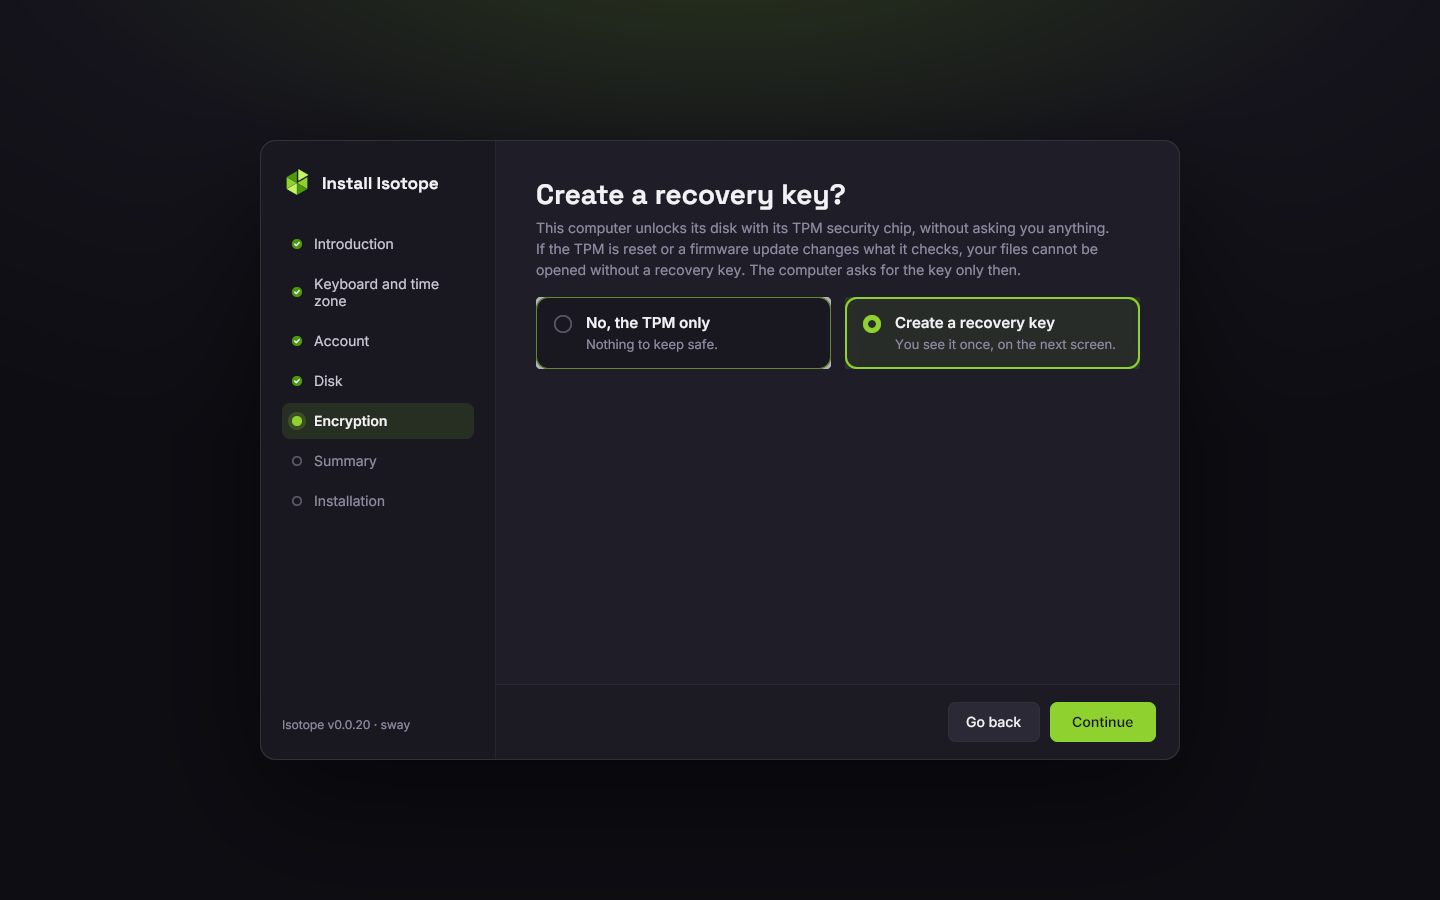 Install Isotope
Introduction
Keyboard and time
zone
Account
Disk
Encryption
Summary
Installation
Isotope v0.0.20 · sway
Create a recovery key?
This computer unlocks its disk with its TPM security chip, without asking you anything.
If the TPM is reset or a firmware update changes what it checks, your files cannot be
opened without a recovery key. The computer asks for the key only then.
No, the TPM only
Nothing to keep safe.
Create a recovery key
You see it once, on the next screen.
Go back
Continue